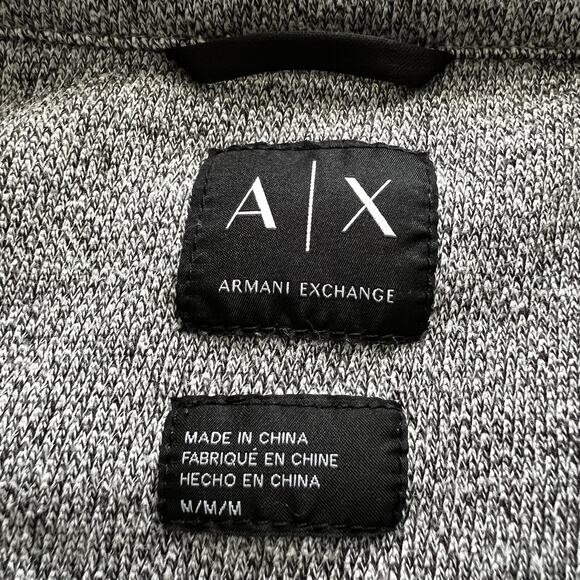 A|X
ARMANI EXCHANGE
MADE IN CHINA
FABRIQUÉ EN CHINE
HECHO EN CHINA
M/M/M